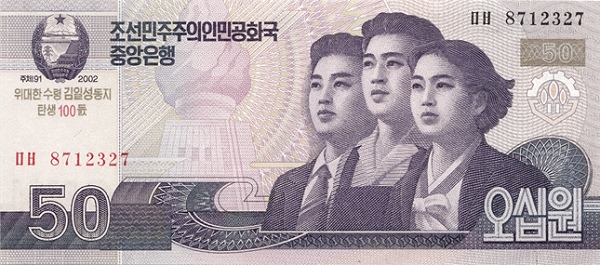 조선민주주의인민공화국
중앙은행
ㅁㅂ 8712327
50
주체91 2002
위대한 수령 김일성동지
탄생 100돐
ㅁㅂ 8712327
50
오십원